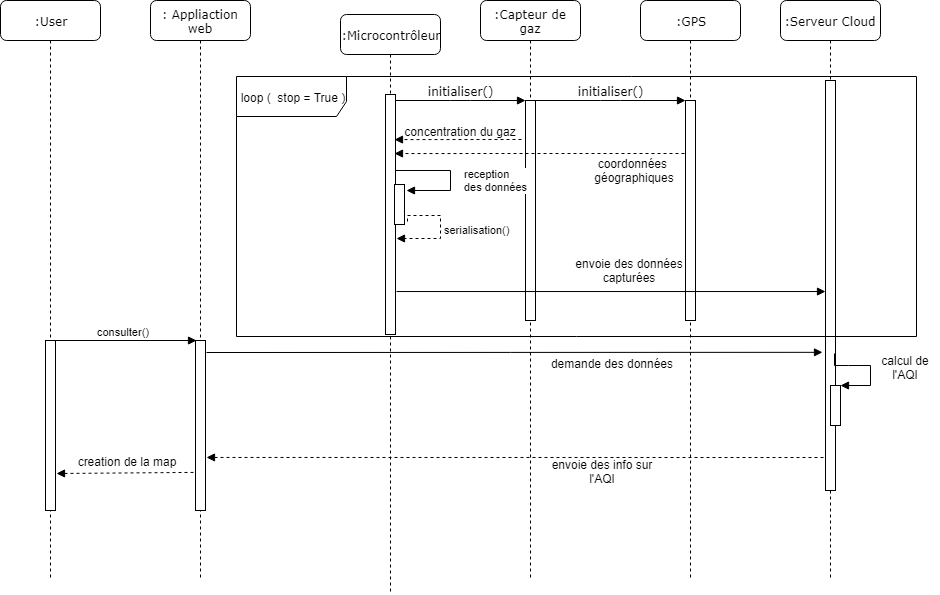 :User
: Appliaction
web
:Microcontrôleur
:Capteur de
gaz
:GPS
:Serveur Cloud
loop ( stop = True )
initialiser()
initialiser()
concentration du gaz
coordonnées
géographiques
reception
des données
serialisation()
envoie des données
capturées
consulter()
demande des données
calcul de
l'AQI
creation de la map
envoie des info sur
l'AQI